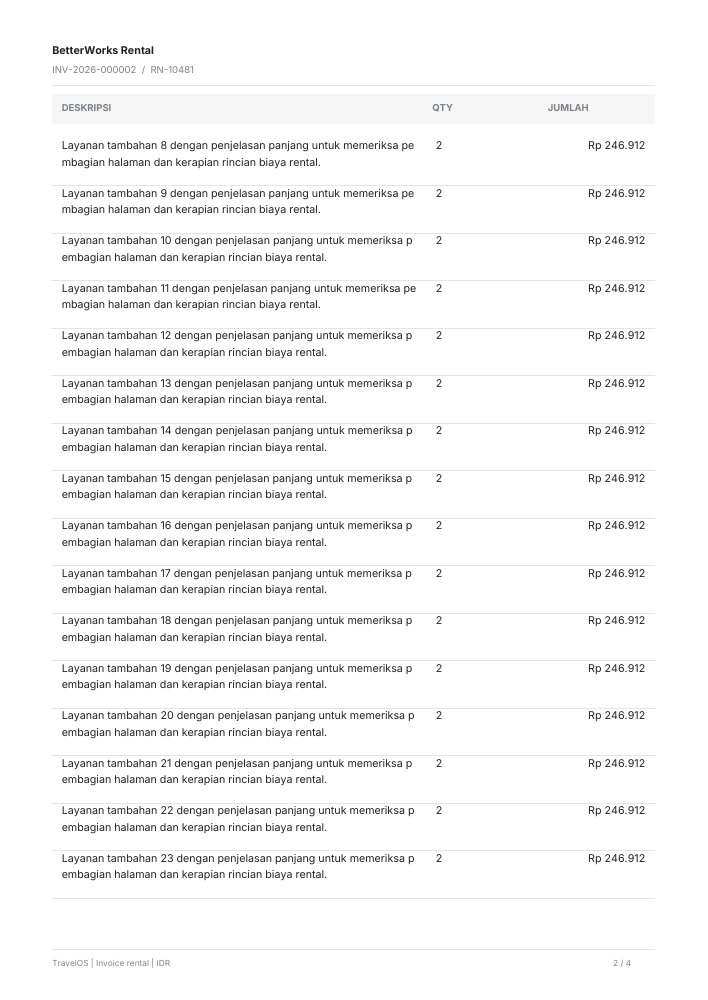 BetterWorks Rental
INV-2026-000002 / RN-10481
DESKRIPSI QTY JUMLAH
Layanan tambahan 8 dengan penjelasan panjang untuk memeriksa pe 2 Rp 246.912
mbagian halaman dan kerapian rincian biaya rental.
Layanan tambahan 9 dengan penjelasan panjang untuk memeriksa pe 2 Rp 246.912
mbagian halaman dan kerapian rincian biaya rental.
Layanan tambahan 10 dengan penjelasan panjang untuk memeriksa p 2 Rp 246.912
embagian halaman dan kerapian rincian biaya rental.
Layanan tambahan 11 dengan penjelasan panjang untuk memeriksa pe 2 Rp 246.912
mbagian halaman dan kerapian rincian biaya rental.
Layanan tambahan 12 dengan penjelasan panjang untuk memeriksa p 2 Rp 246.912
embagian halaman dan kerapian rincian biaya rental.
Layanan tambahan 13 dengan penjelasan panjang untuk memeriksa p 2 Rp 246.912
embagian halaman dan kerapian rincian biaya rental.
Layanan tambahan 14 dengan penjelasan panjang untuk memeriksa p 2 Rp 246.912
embagian halaman dan kerapian rincian biaya rental.
Layanan tambahan 15 dengan penjelasan panjang untuk memeriksa p 2 Rp 246.912
embagian halaman dan kerapian rincian biaya rental.
Layanan tambahan 16 dengan penjelasan panjang untuk memeriksa p 2 Rp 246.912
embagian halaman dan kerapian rincian biaya rental.
Layanan tambahan 17 dengan penjelasan panjang untuk memeriksa p 2 Rp 246.912
embagian halaman dan kerapian rincian biaya rental.
Layanan tambahan 18 dengan penjelasan panjang untuk memeriksa p 2 Rp 246.912
embagian halaman dan kerapian rincian biaya rental.
Layanan tambahan 19 dengan penjelasan panjang untuk memeriksa p 2 Rp 246.912
embagian halaman dan kerapian rincian biaya rental.
Layanan tambahan 20 dengan penjelasan panjang untuk memeriksa p 2 Rp 246.912
embagian halaman dan kerapian rincian biaya rental.
Layanan tambahan 21 dengan penjelasan panjang untuk memeriksa p 2 Rp 246.912
embagian halaman dan kerapian rincian biaya rental.
Layanan tambahan 22 dengan penjelasan panjang untuk memeriksa p 2 Rp 246.912
embagian halaman dan kerapian rincian biaya rental.
Layanan tambahan 23 dengan penjelasan panjang untuk memeriksa p 2 Rp 246.912
embagian halaman dan kerapian rincian biaya rental.
TravelOS | Invoice rental | IDR 2 / 4